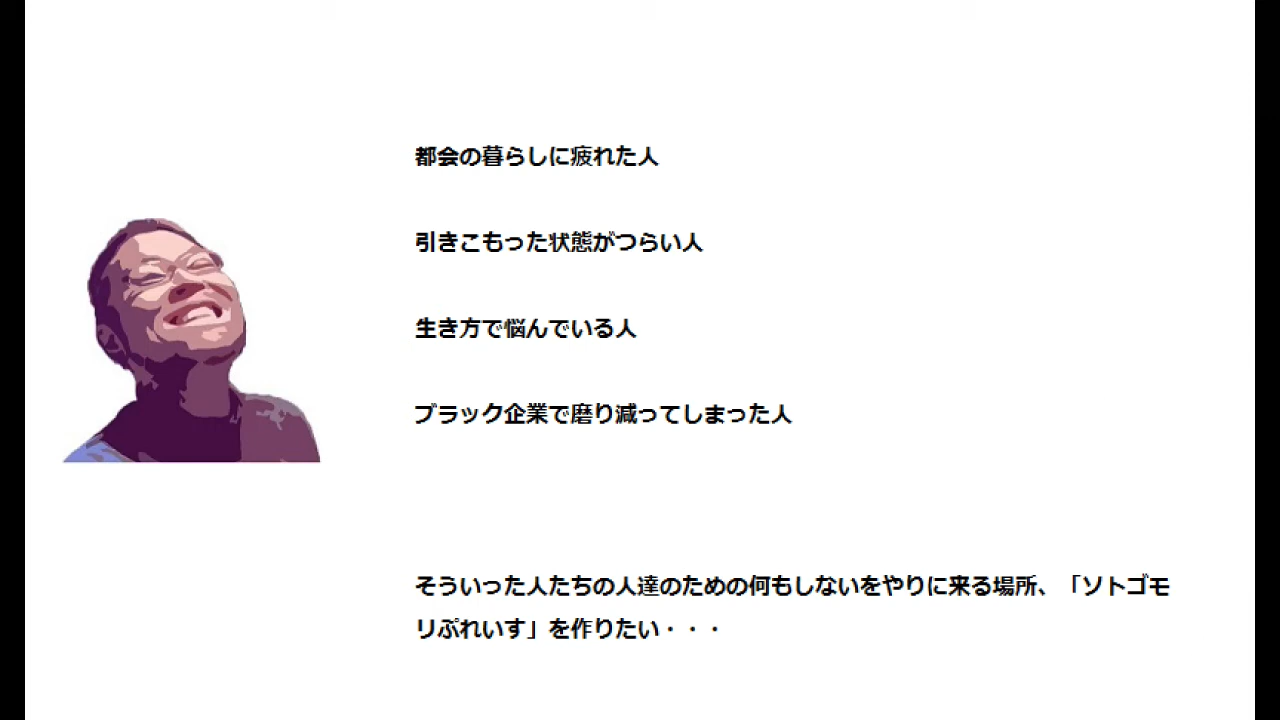 都会の暮らしに疲れた人
引きこもった状態がつらい人
生き方で悩んでいる人
ブラック企業で磨り減ってしまった人
そういった人たちの人達のための何もしないをやりに来る場所、「ソトゴモ
リぷれいす」を作りたい・・・